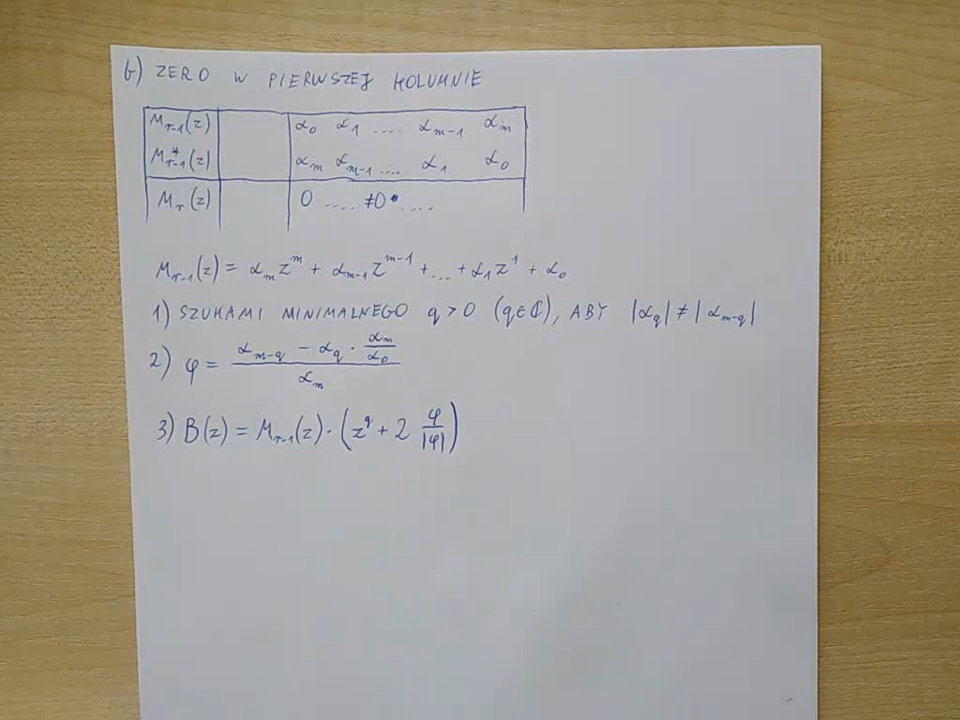 b) ZERO W PIERWSZEJ KOLUMNIE
M_{r-1}(z) α_0 α_1 .... α_{m-1} α_m
M*_{r-1}(z) α_m α_{m-1} .... α_1 α_0
M_r(z) 0 .... ≠0 ....
M_{r-1}(z) = α_m z^m + α_{m-1} z^{m-1} + ... + α_1 z^1 + α_0
1) SZUKAMI MINIMALNEGO q > 0 (q∈ℂ), ABY |α_q| ≠ |α_{m-q}|
2) φ = (α_{m-q} - α_q · α_m/α_0) / α_m
3) B(z) = M_{r-1}(z) · (z^q + 2 φ/|φ|)